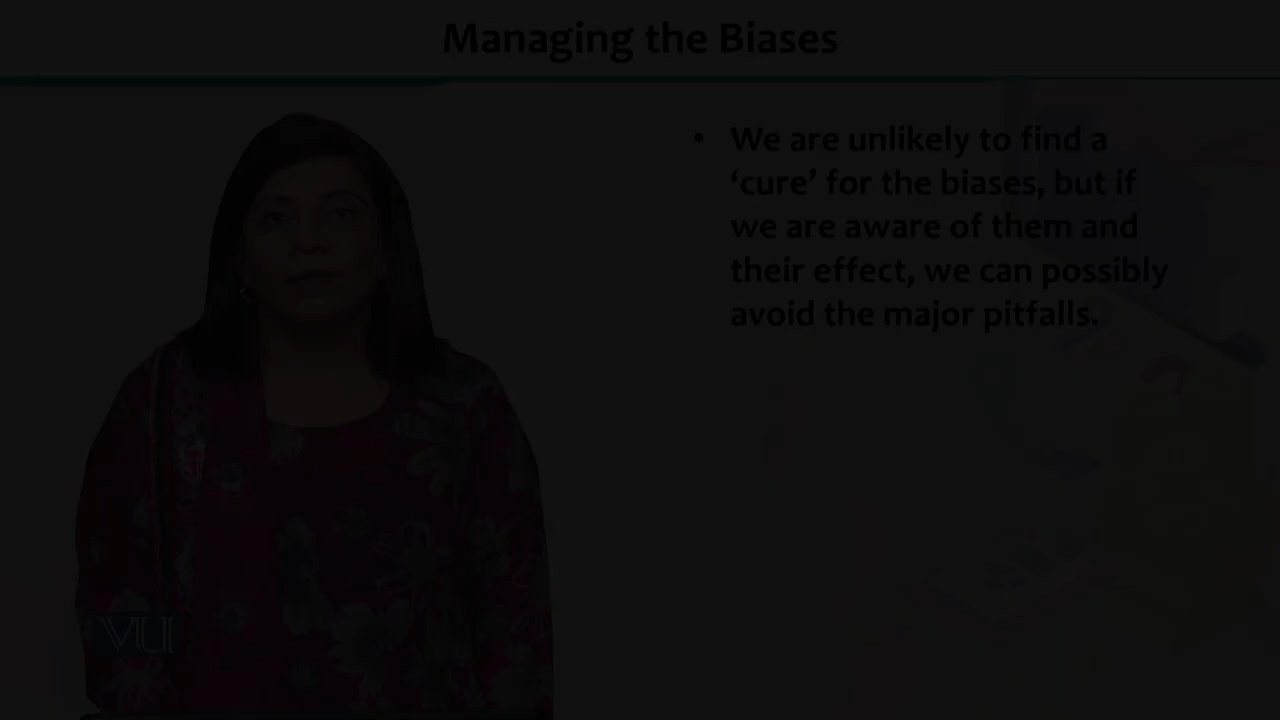 Managing the Biases
• We are unlikely to find a
‘cure’ for the biases, but if
we are aware of them and
their effect, we can possibly
avoid the major pitfalls.
VU